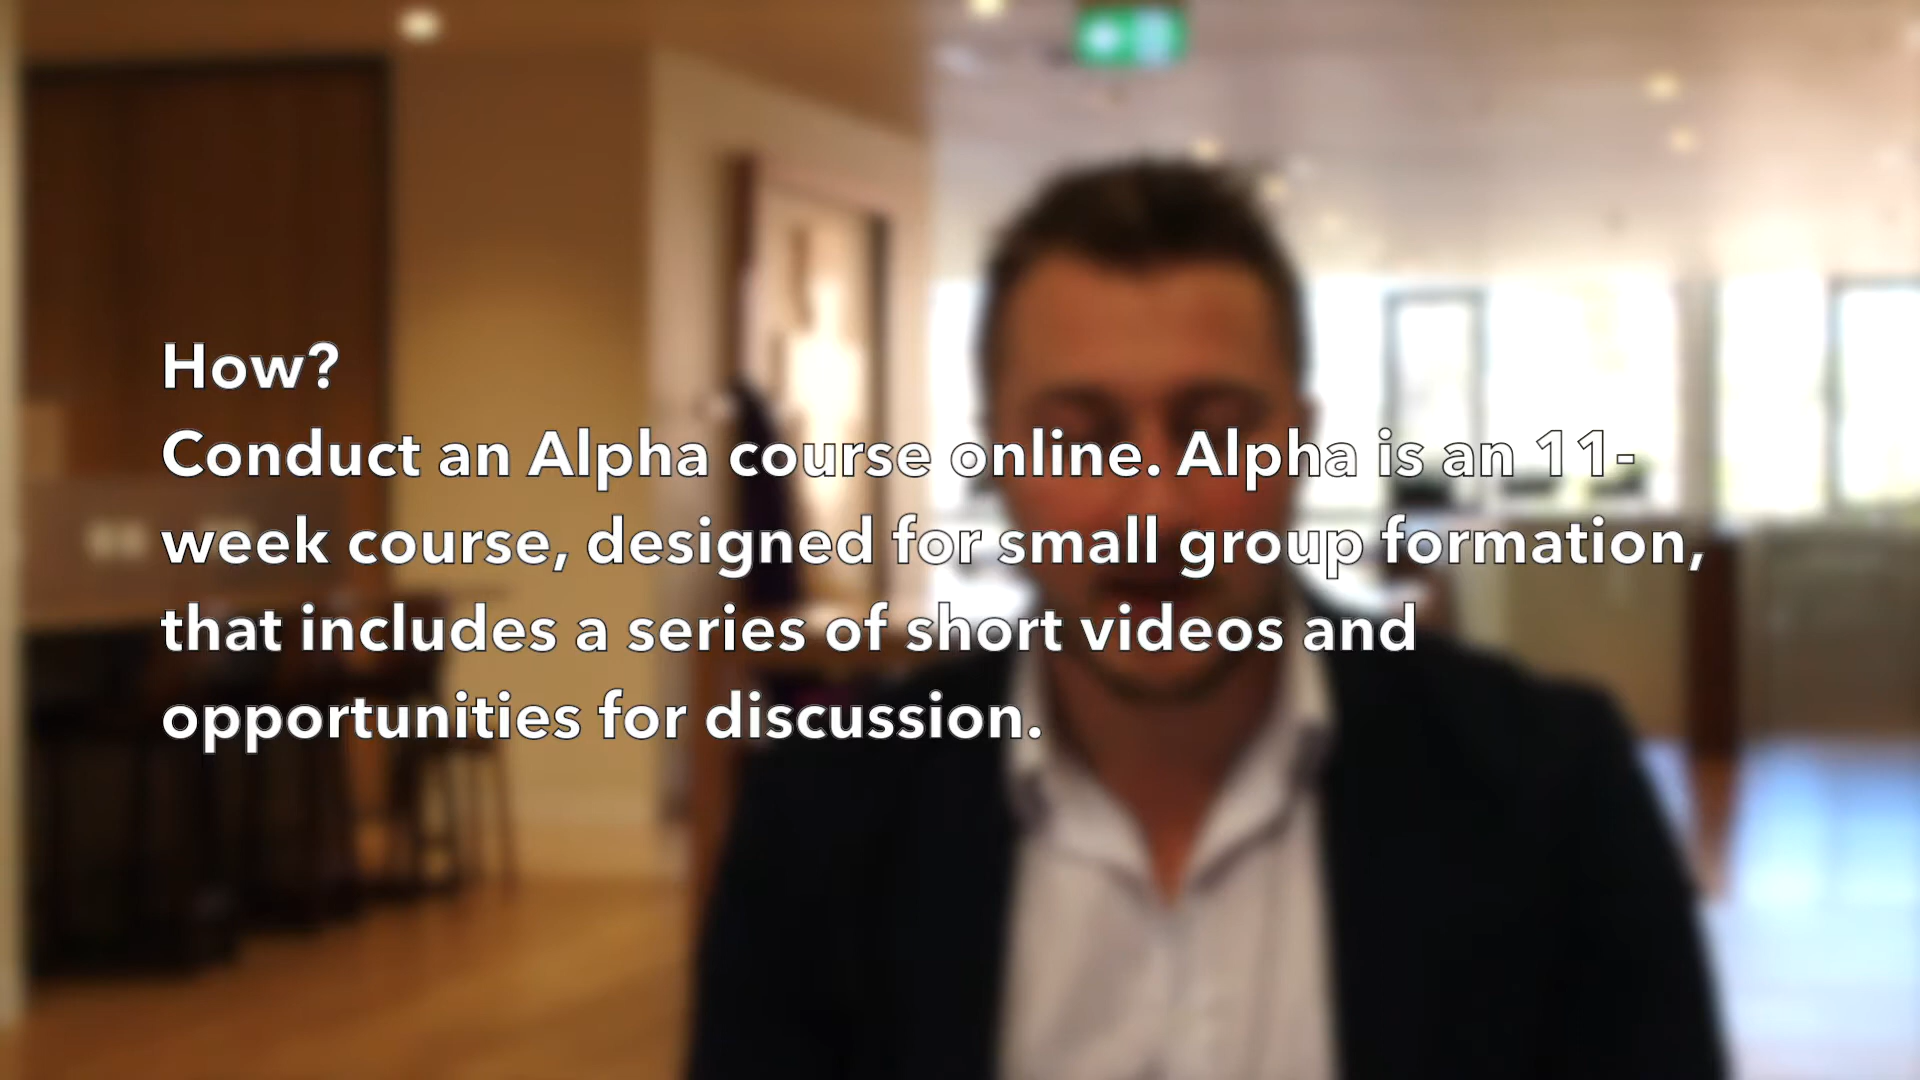 How?
Conduct an Alpha course online. Alpha is an 11-
week course, designed for small group formation,
that includes a series of short videos and
opportunities for discussion.